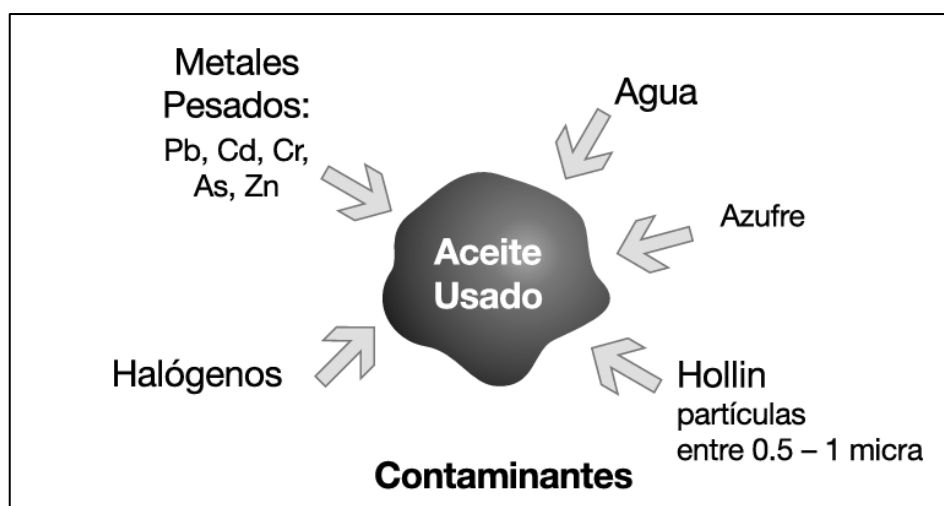 Metales
Pesados:
Pb, Cd, Cr,
As, Zn
Agua
Azufre
Aceite
Usado
Halógenos
Hollin
partículas
entre 0.5 – 1 micra
Contaminantes